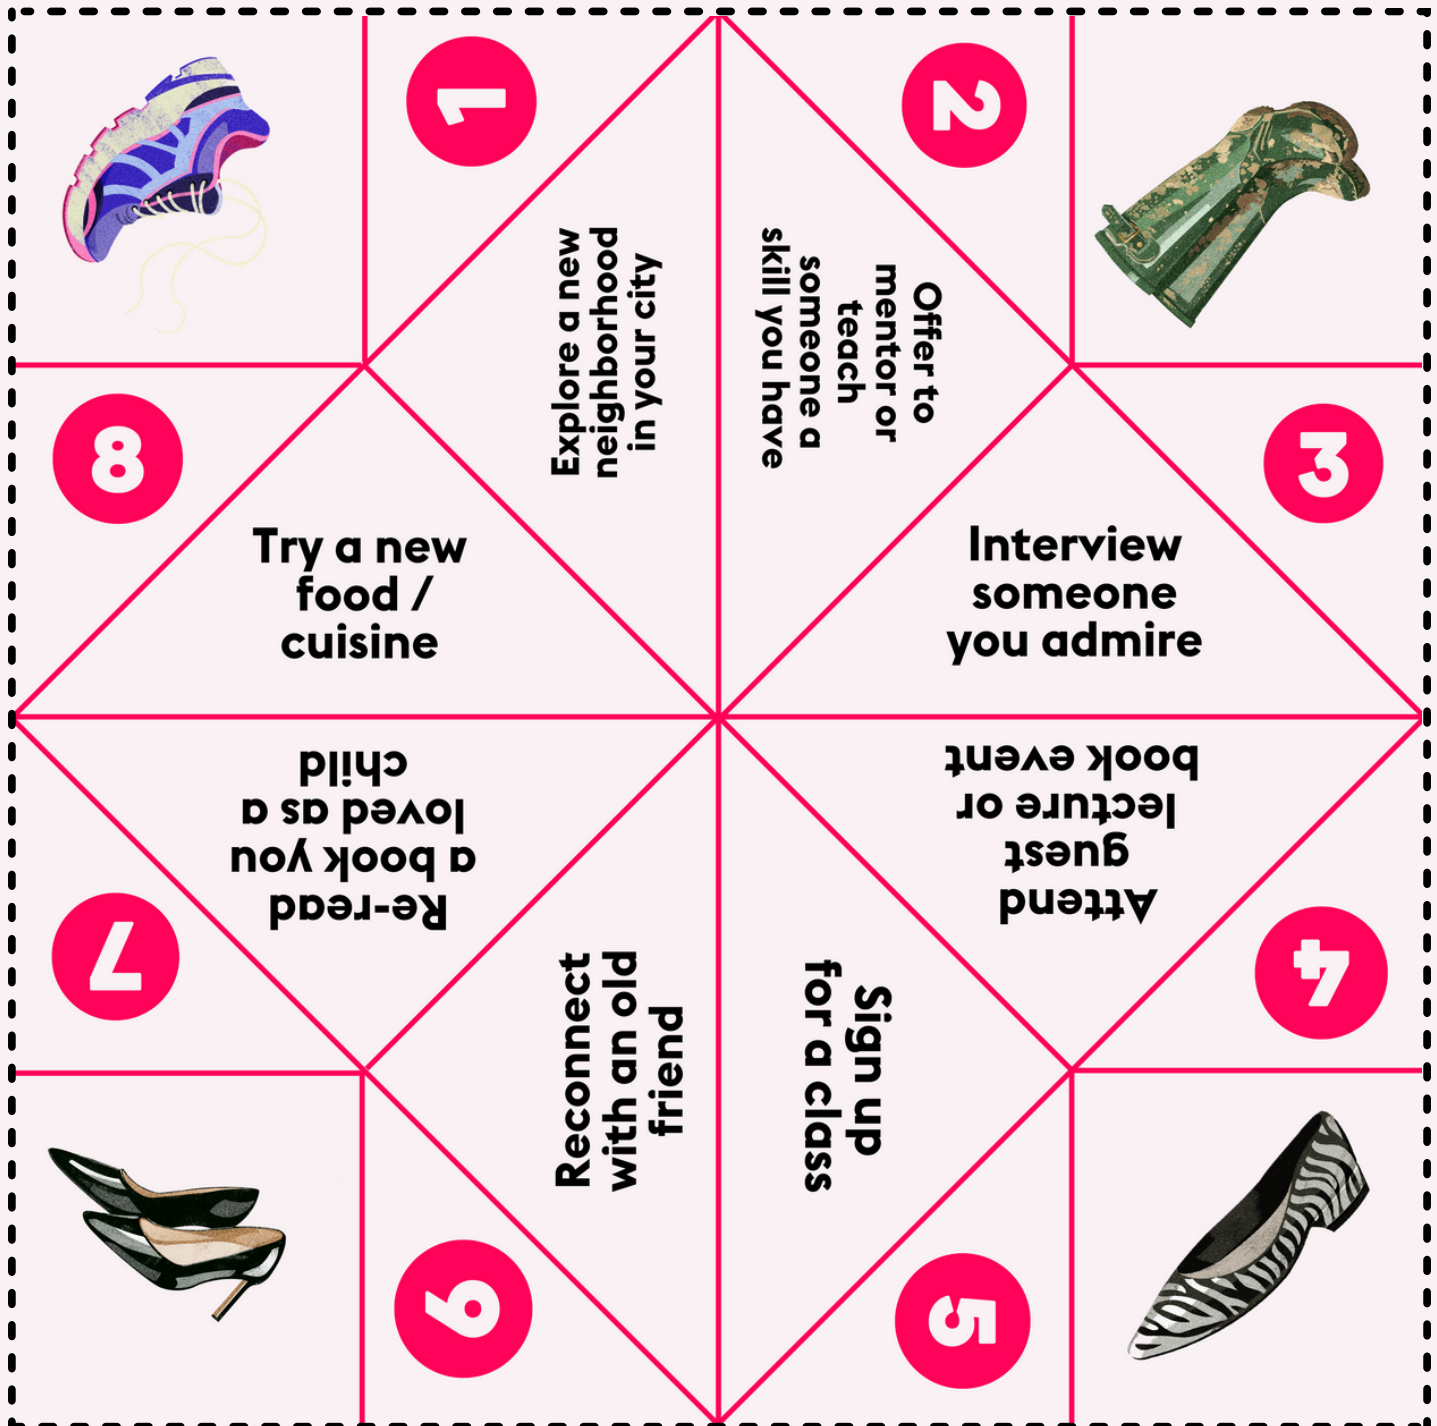 1
Explore a new
neighborhood
in your city
2
Offer to
mentor or
teach
someone a
skill you have
3
Interview
someone
you admire
4
Attend
guest
lecture or
book event
5
Sign up
for a class
6
Reconnect
with an old
friend
7
Re-read
a book you
loved as a
child
8
Try a new
food /
cuisine